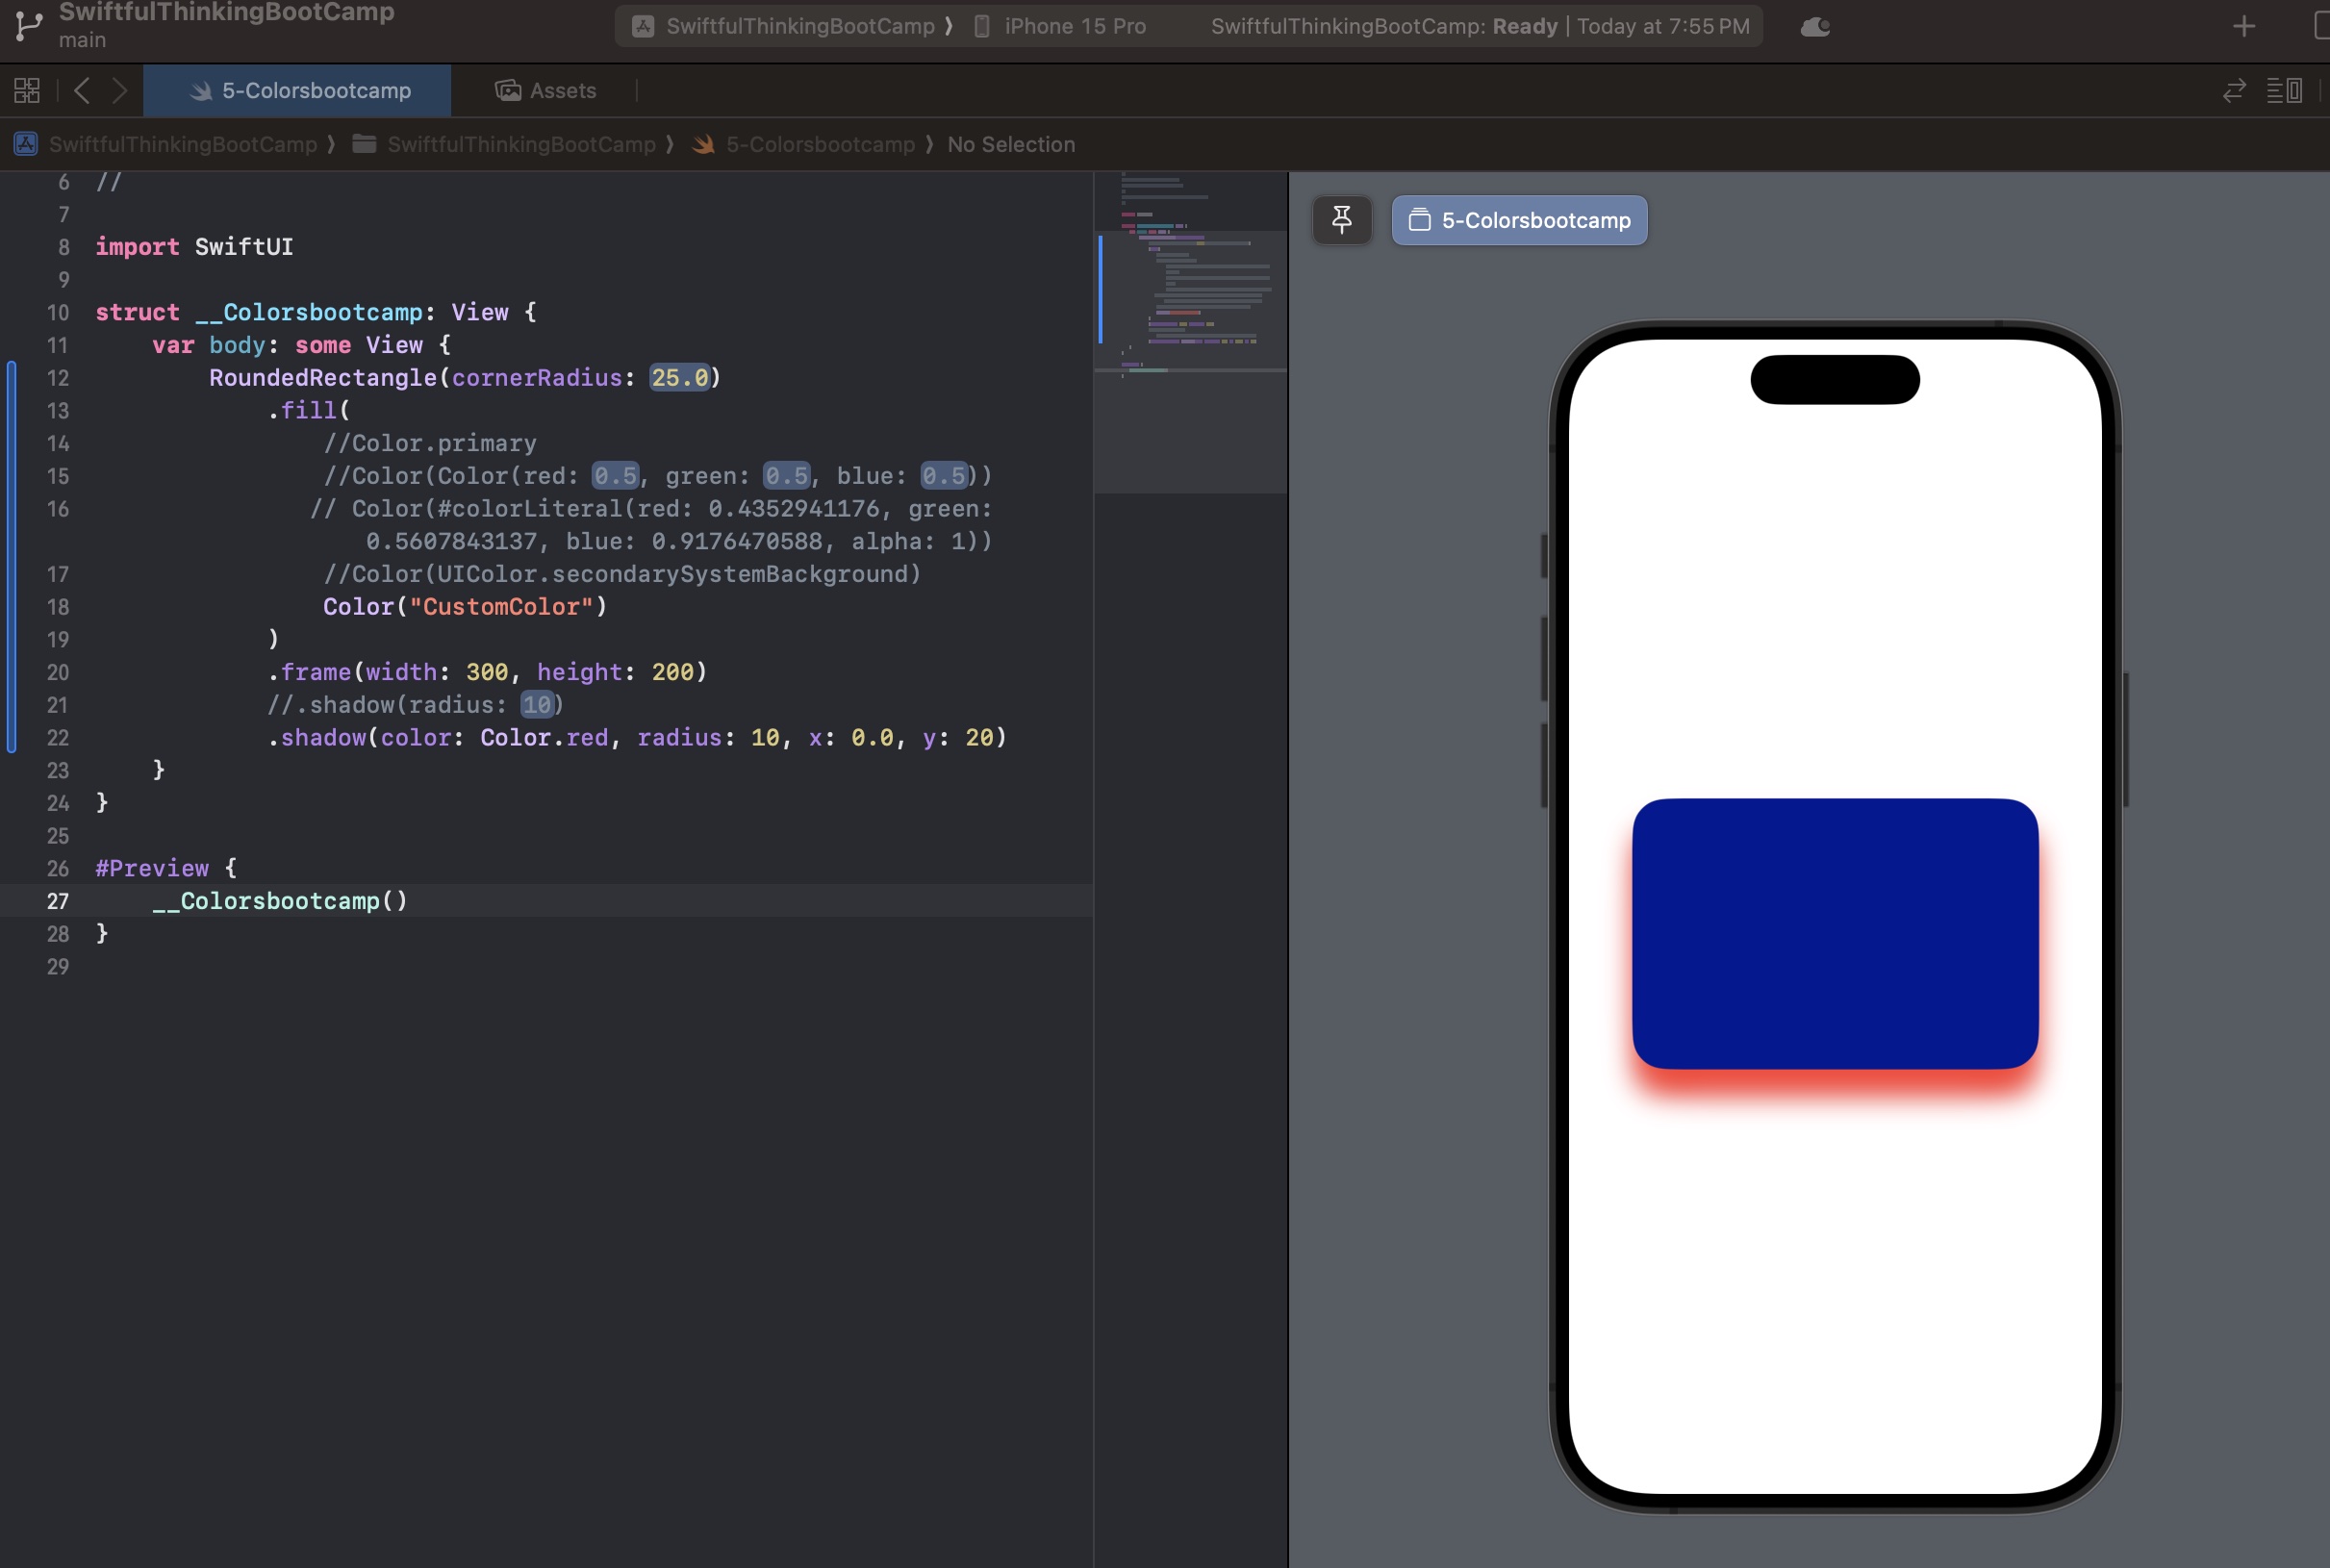 SwiftfulThinkingBootCamp
main
SwiftfulThinkingBootCamp ⟩ iPhone 15 Pro
SwiftfulThinkingBootCamp: Ready | Today at 7:55 PM
5-Colorsbootcamp
Assets
SwiftfulThinkingBootCamp ⟩ SwiftfulThinkingBootCamp ⟩ 5-Colorsbootcamp ⟩ No Selection
6 //
7
8 import SwiftUI
9
10 struct __Colorsbootcamp: View {
11     var body: some View {
12         RoundedRectangle(cornerRadius: 25.0)
13             .fill(
14                 //Color.primary
15                 //Color(Color(red: 0.5, green: 0.5, blue: 0.5))
16                // Color(#colorLiteral(red: 0.4352941176, green:
0.5607843137, blue: 0.9176470588, alpha: 1))
17                 //Color(UIColor.secondarySystemBackground)
18                 Color("CustomColor")
19             )
20             .frame(width: 300, height: 200)
21             //.shadow(radius: 10)
22             .shadow(color: Color.red, radius: 10, x: 0.0, y: 20)
23     }
24 }
25
26 #Preview {
27     __Colorsbootcamp()
28 }
29
5-Colorsbootcamp